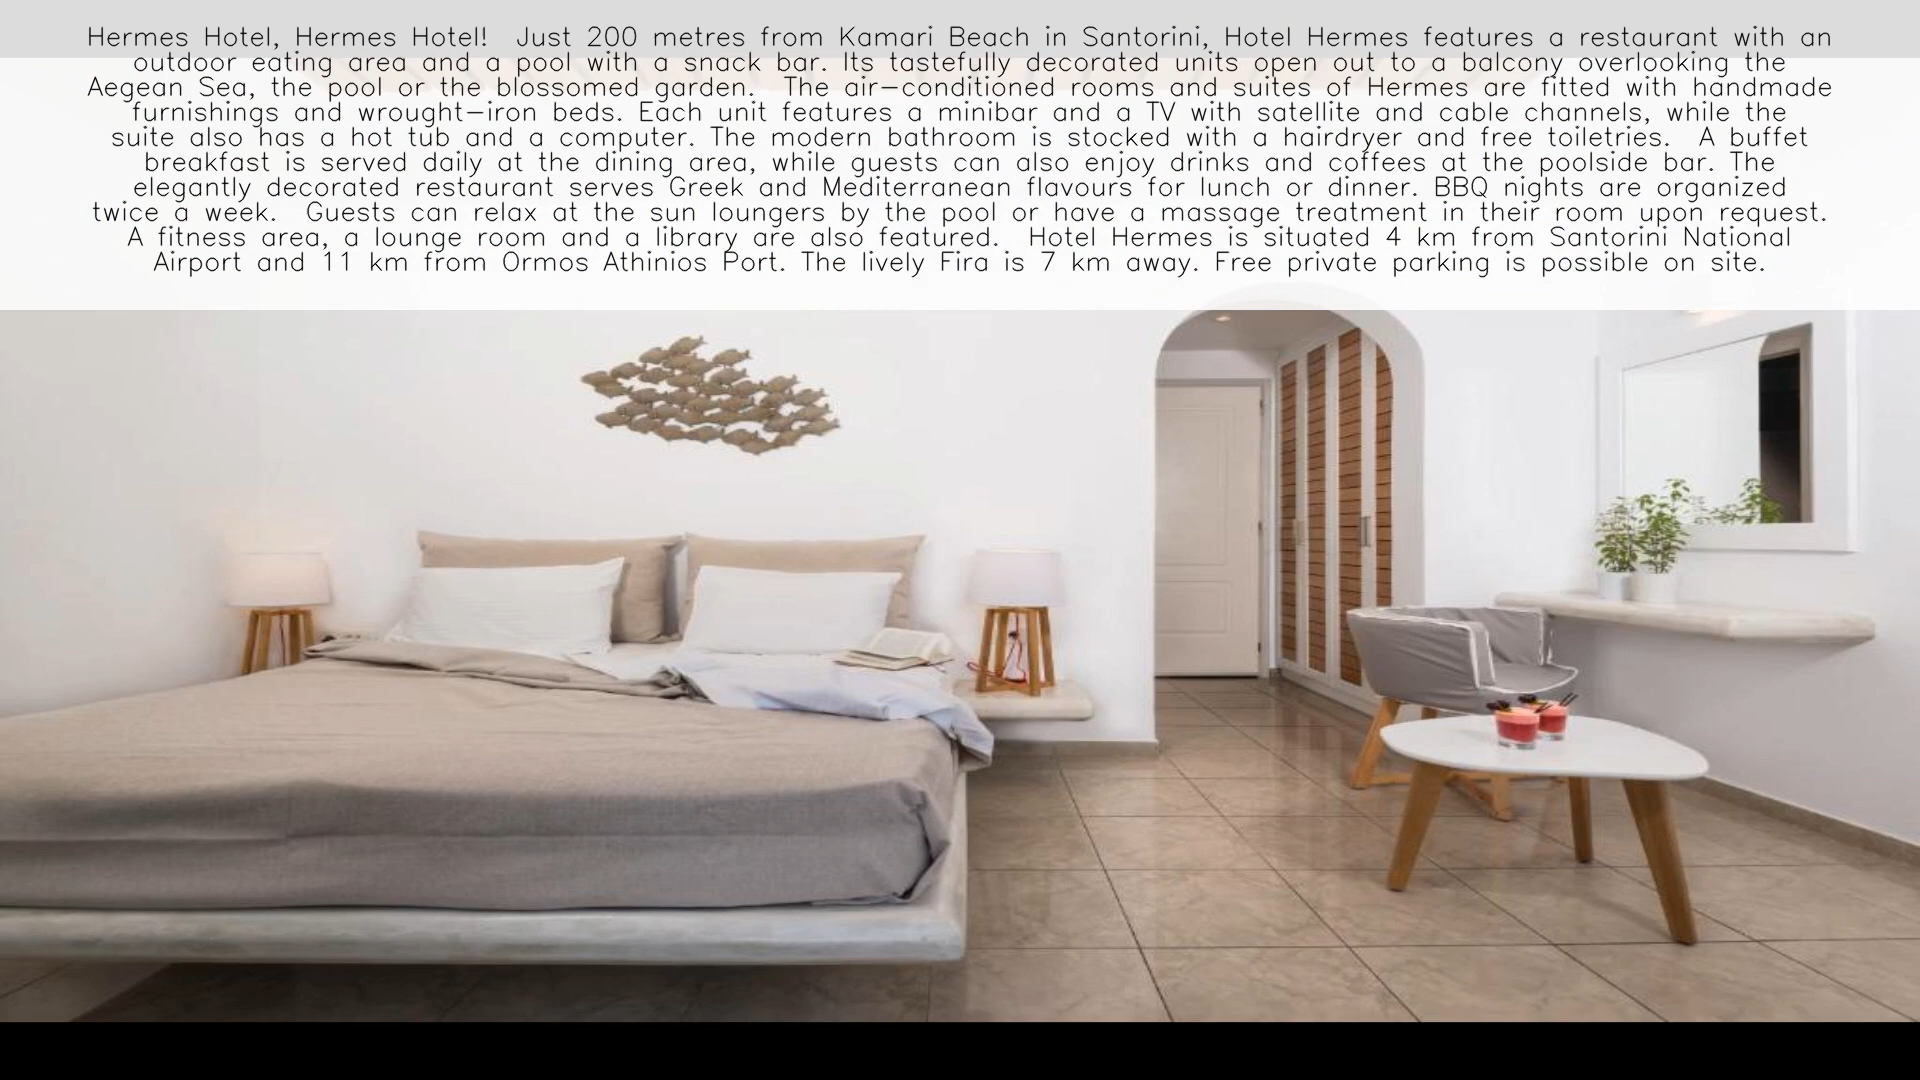 Hermes Hotel, Hermes Hotel! Just 200 metres from Kamari Beach in Santorini, Hotel Hermes features a restaurant with an
outdoor eating area and a pool with a snack bar. Its tastefully decorated units open out to a balcony overlooking the
Aegean Sea, the pool or the blossomed garden. The air-conditioned rooms and suites of Hermes are fitted with handmade
furnishings and wrought-iron beds. Each unit features a minibar and a TV with satellite and cable channels, while the
suite also has a hot tub and a computer. The modern bathroom is stocked with a hairdryer and free toiletries. A buffet
breakfast is served daily at the dining area, while guests can also enjoy drinks and coffees at the poolside bar. The
elegantly decorated restaurant serves Greek and Mediterranean flavours for lunch or dinner. BBQ nights are organized
twice a week. Guests can relax at the sun loungers by the pool or have a massage treatment in their room upon request.
A fitness area, a lounge room and a library are also featured. Hotel Hermes is situated 4 km from Santorini National
Airport and 11 km from Ormos Athinios Port. The lively Fira is 7 km away. Free private parking is possible on site.